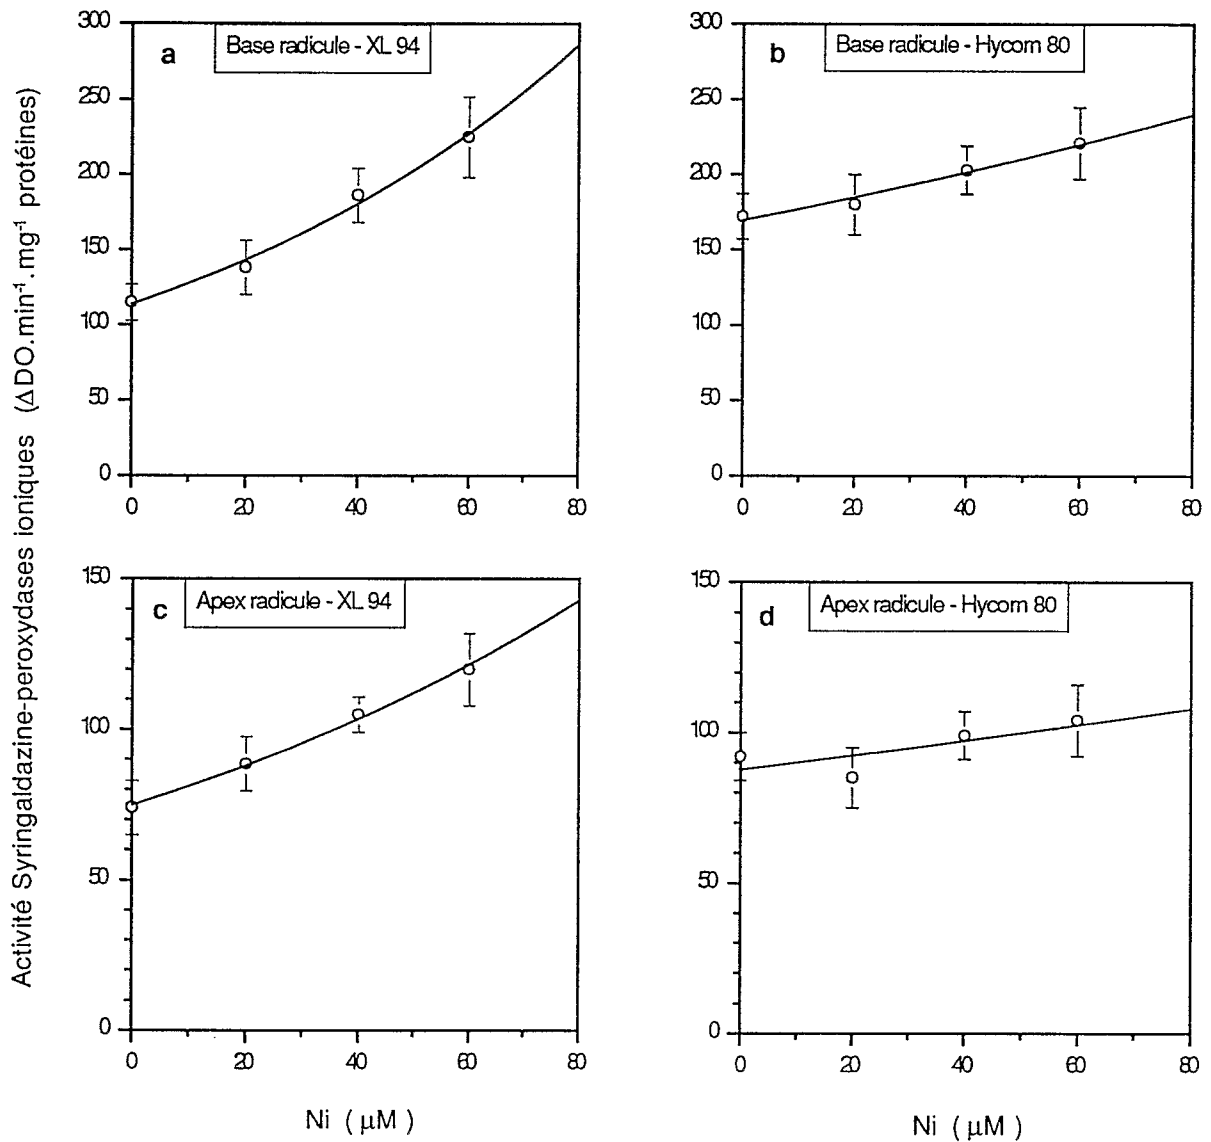 Activité Syringaldazine-peroxydases ioniques (ΔDO.min⁻¹.mg⁻¹ protéines)
a
Base radicule - XL 94
300
250
200
150
100
50
0
0 20 40 60 80
b
Base radicule - Hycorn 80
300
250
200
150
100
50
0
0 20 40 60 80
c
Apex radicule - XL 94
150
100
50
0
0 20 40 60 80
Ni ( µM )
d
Apex radicule - Hycorn 80
150
100
50
0
0 20 40 60 80
Ni ( µM )